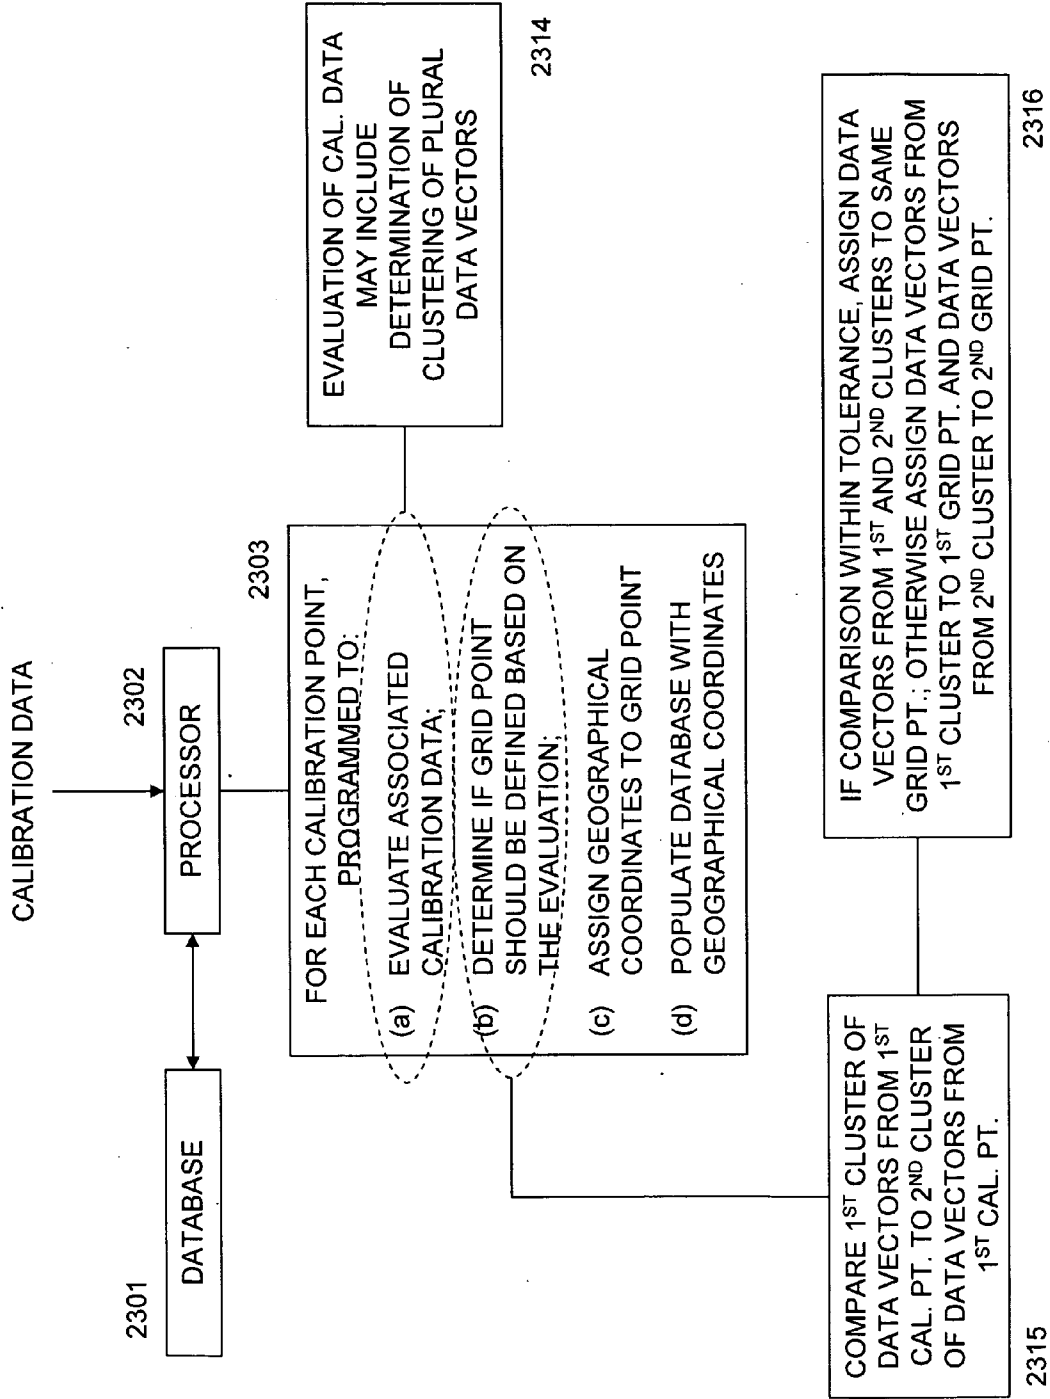 CALIBRATION DATA
2301
DATABASE
2302
PROCESSOR
2303
FOR EACH CALIBRATION POINT,
PROGRAMMED TO:
(a) EVALUATE ASSOCIATED
CALIBRATION DATA;
(b) DETERMINE IF GRID POINT
SHOULD BE DEFINED BASED ON
THE EVALUATION;
(c) ASSIGN GEOGRAPHICAL
COORDINATES TO GRID POINT
(d) POPULATE DATABASE WITH
GEOGRAPHICAL COORDINATES
EVALUATION OF CAL. DATA
MAY INCLUDE
DETERMINATION OF
CLUSTERING OF PLURAL
DATA VECTORS
2314
COMPARE 1ST CLUSTER OF
DATA VECTORS FROM 1ST
CAL. PT. TO 2ND CLUSTER
OF DATA VECTORS FROM
1ST CAL. PT.
2315
IF COMPARISON WITHIN TOLERANCE, ASSIGN DATA
VECTORS FROM 1ST AND 2ND CLUSTERS TO SAME
GRID PT.; OTHERWISE ASSIGN DATA VECTORS FROM
1ST CLUSTER TO 1ST GRID PT. AND DATA VECTORS
FROM 2ND CLUSTER TO 2ND GRID PT.
2316